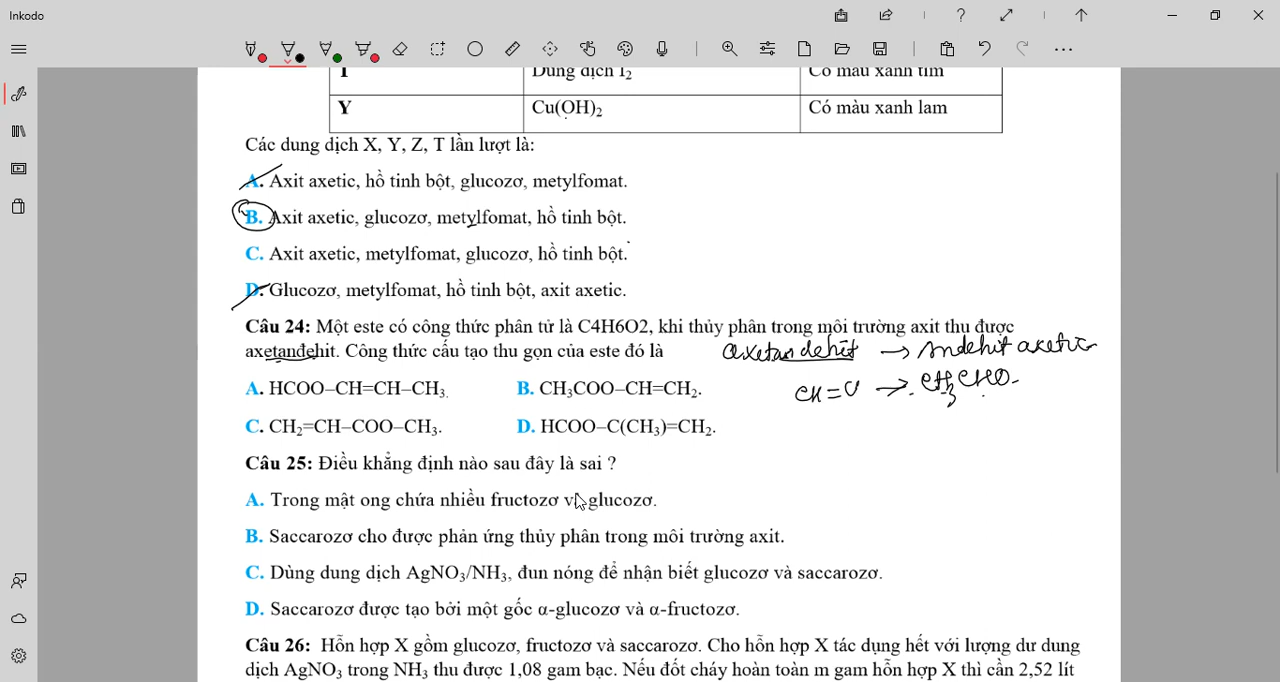 Inkodo
T Dung dịch I2 Có màu xanh tím
Y Cu(OH)2 Có màu xanh lam
Các dung dịch X, Y, Z, T lần lượt là:
A. Axit axetic, hồ tinh bột, glucozơ, metylfomat.
B. Axit axetic, glucozơ, metylfomat, hồ tinh bột.
C. Axit axetic, metylfomat, glucozơ, hồ tinh bột.
D. Glucozơ, metylfomat, hồ tinh bột, axit axetic.
Câu 24: Một este có công thức phân tử là C4H6O2, khi thủy phân trong môi trường axit thu được
axetanđehit. Công thức cấu tạo thu gọn của este đó là
axetandehit → Andehit axetic
A. HCOO–CH=CH–CH3. B. CH3COO–CH=CH2.
CH=C → CH3CHO
C. CH2=CH–COO–CH3. D. HCOO–C(CH3)=CH2.
Câu 25: Điều khẳng định nào sau đây là sai ?
A. Trong mật ong chứa nhiều fructozơ và glucozơ.
B. Saccarozơ cho được phản ứng thủy phân trong môi trường axit.
C. Dùng dung dịch AgNO3/NH3, đun nóng để nhận biết glucozơ và saccarozơ.
D. Saccarozơ được tạo bởi một gốc α-glucozơ và α-fructozơ.
Câu 26: Hỗn hợp X gồm glucozơ, fructozơ và saccarozơ. Cho hỗn hợp X tác dụng hết với lượng dư dung
dịch AgNO3 trong NH3 thu được 1,08 gam bạc. Nếu đốt cháy hoàn toàn m gam hỗn hợp X thì cần 2,52 lít